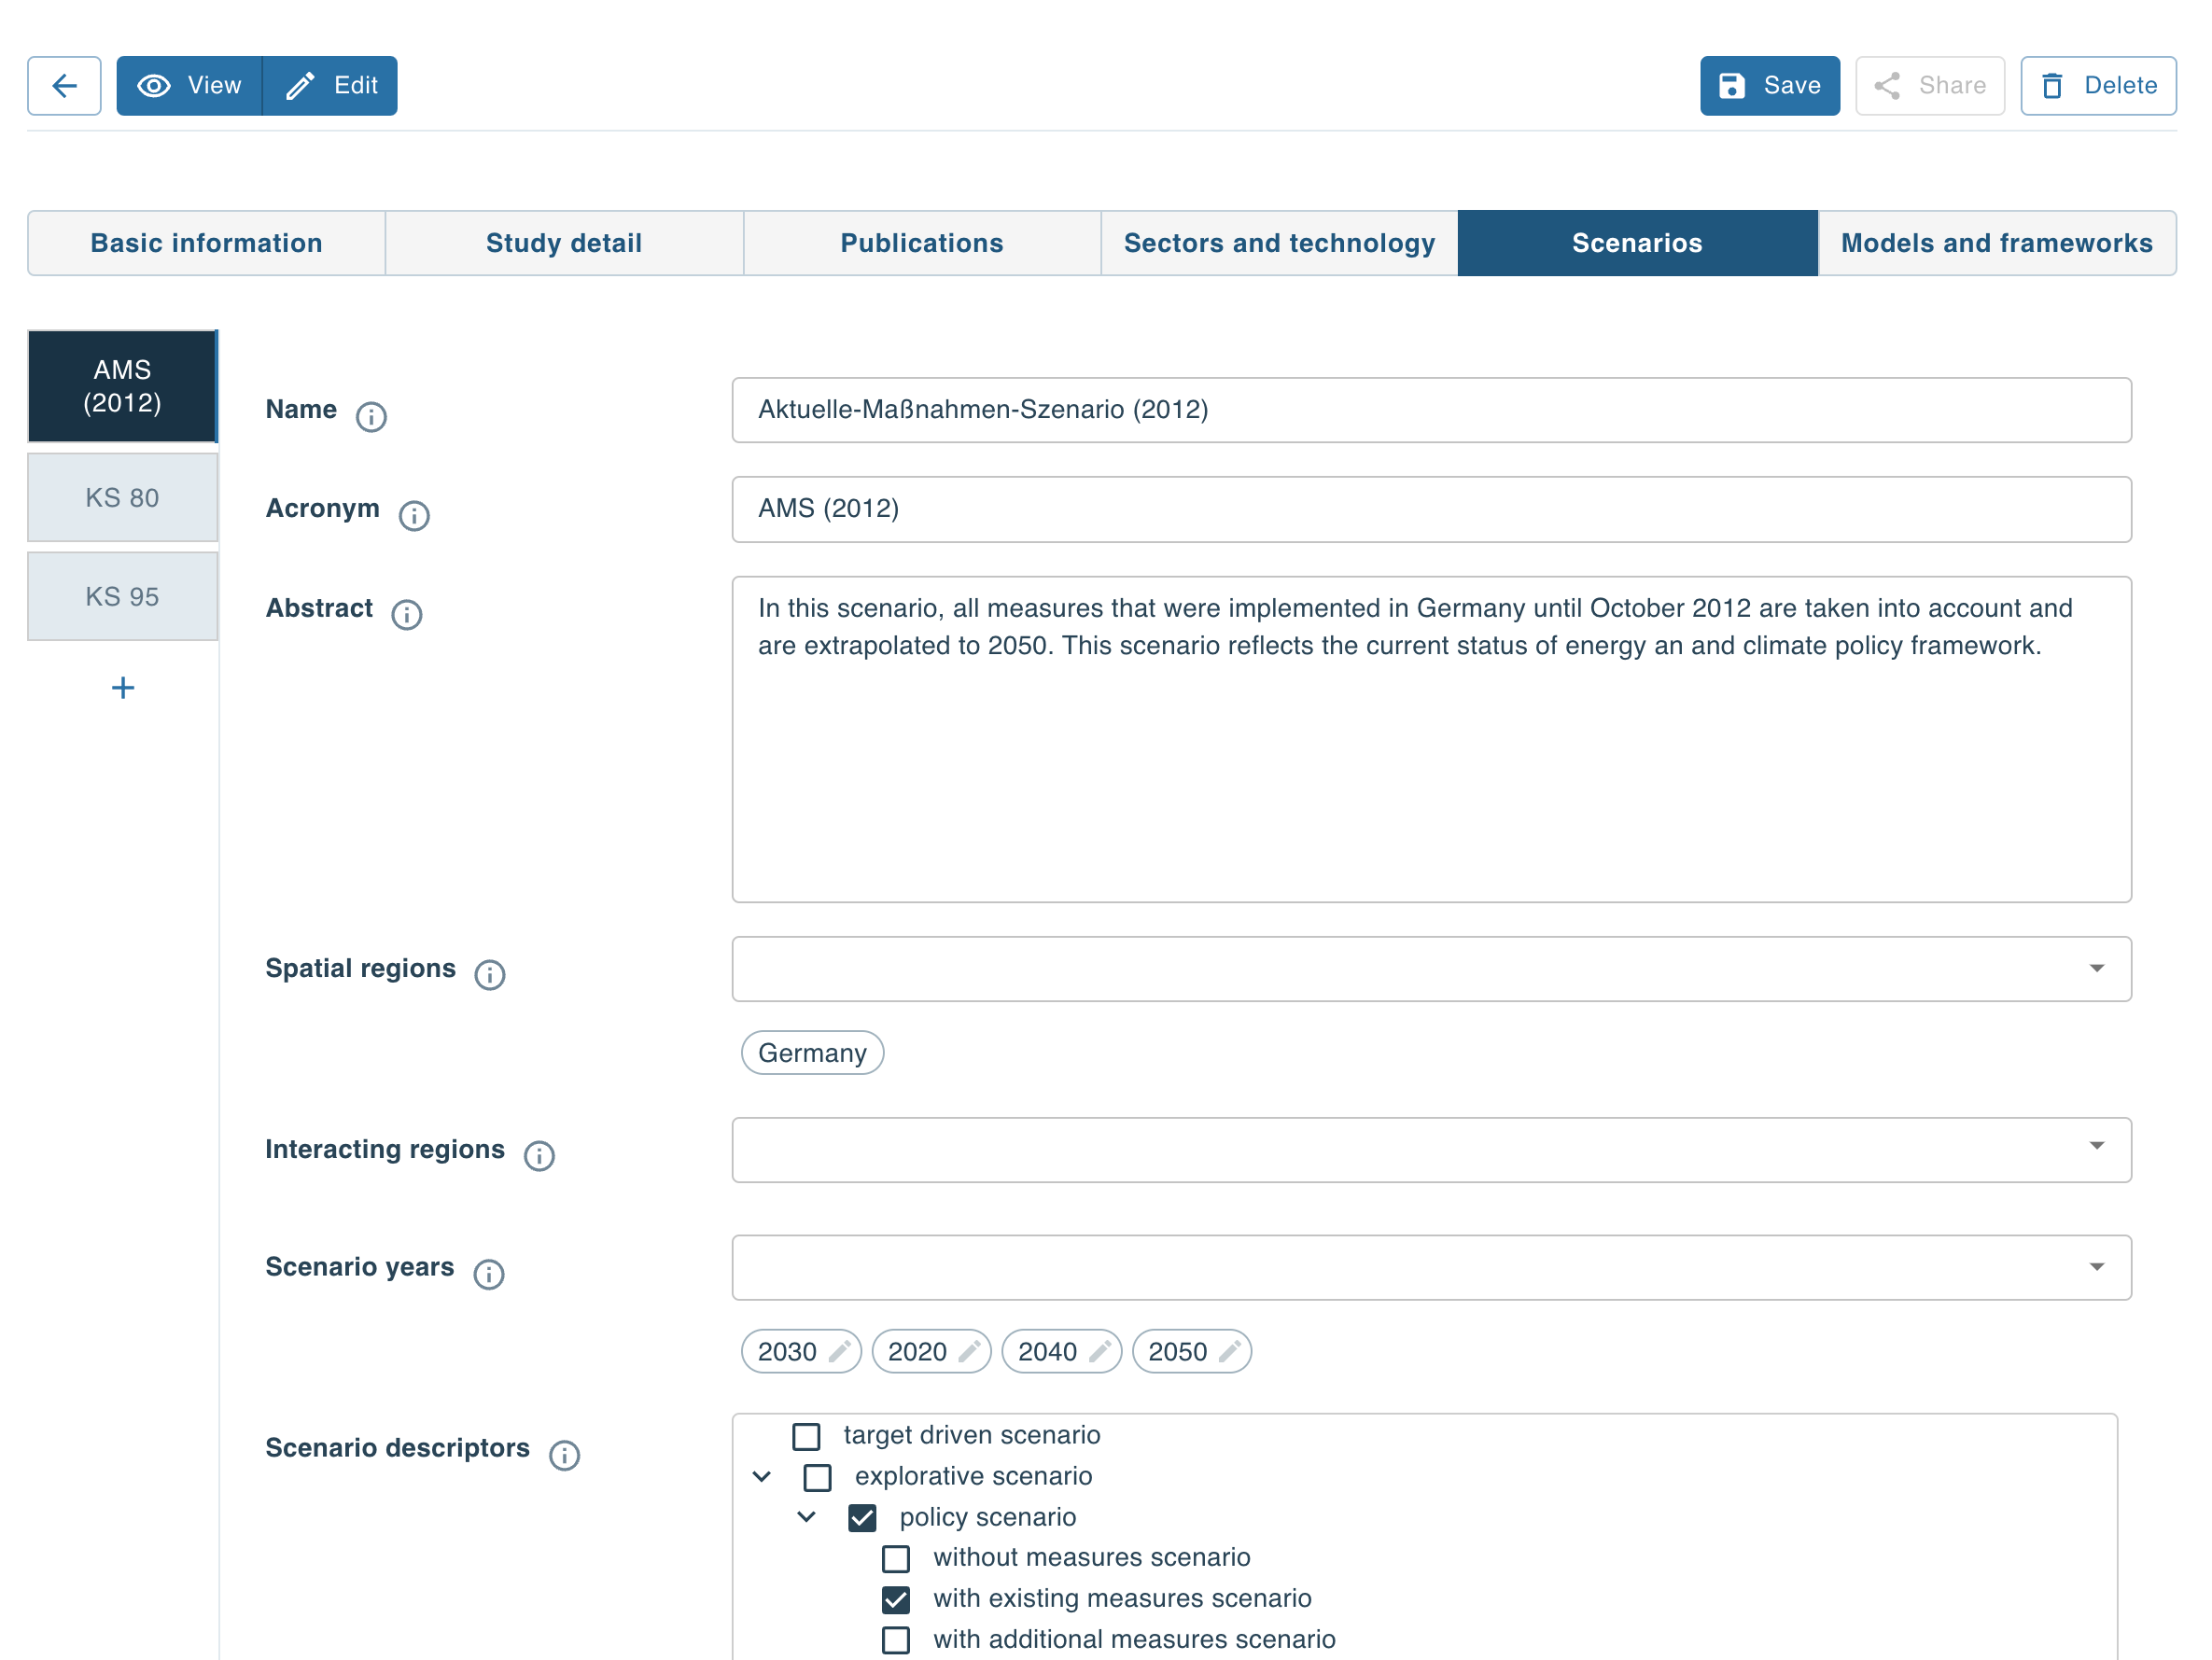 View
Edit
Save
Share
Delete
Basic information
Study detail
Publications
Sectors and technology
Scenarios
Models and frameworks
AMS
(2012)
KS 80
KS 95
Name
Aktuelle-Maßnahmen-Szenario (2012)
Acronym
AMS (2012)
Abstract
In this scenario, all measures that were implemented in Germany until October 2012 are taken into account and
are extrapolated to 2050. This scenario reflects the current status of energy an and climate policy framework.
Spatial regions
Germany
Interacting regions
Scenario years
2030
2020
2040
2050
Scenario descriptors
target driven scenario
explorative scenario
policy scenario
without measures scenario
with existing measures scenario
with additional measures scenario